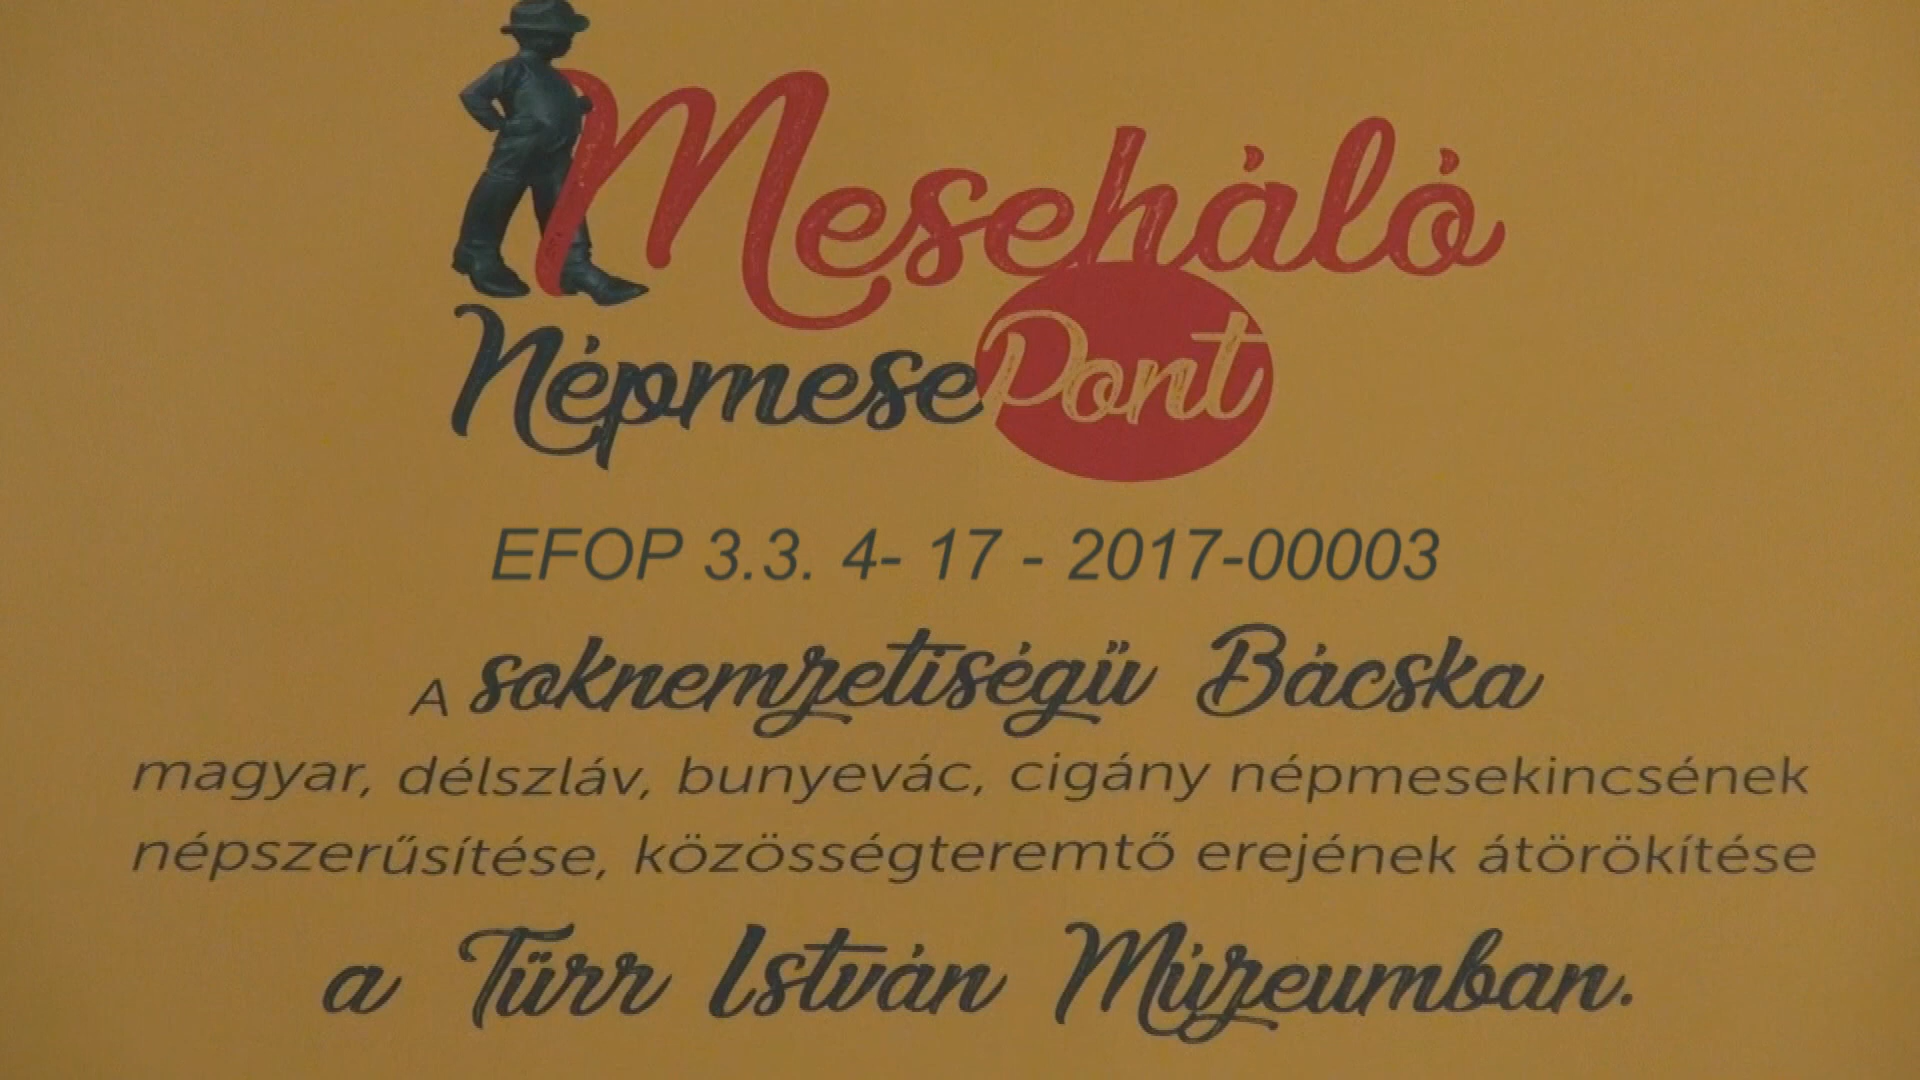 Meseháló
NépmesePont
EFOP 3.3. 4- 17 - 2017-00003
A soknemzetiségű Bácska
magyar, délszláv, bunyevác, cigány népmesekincsének
népszerűsítése, közösségteremtő erejének átörökítése
a Türr István Múzeumban.